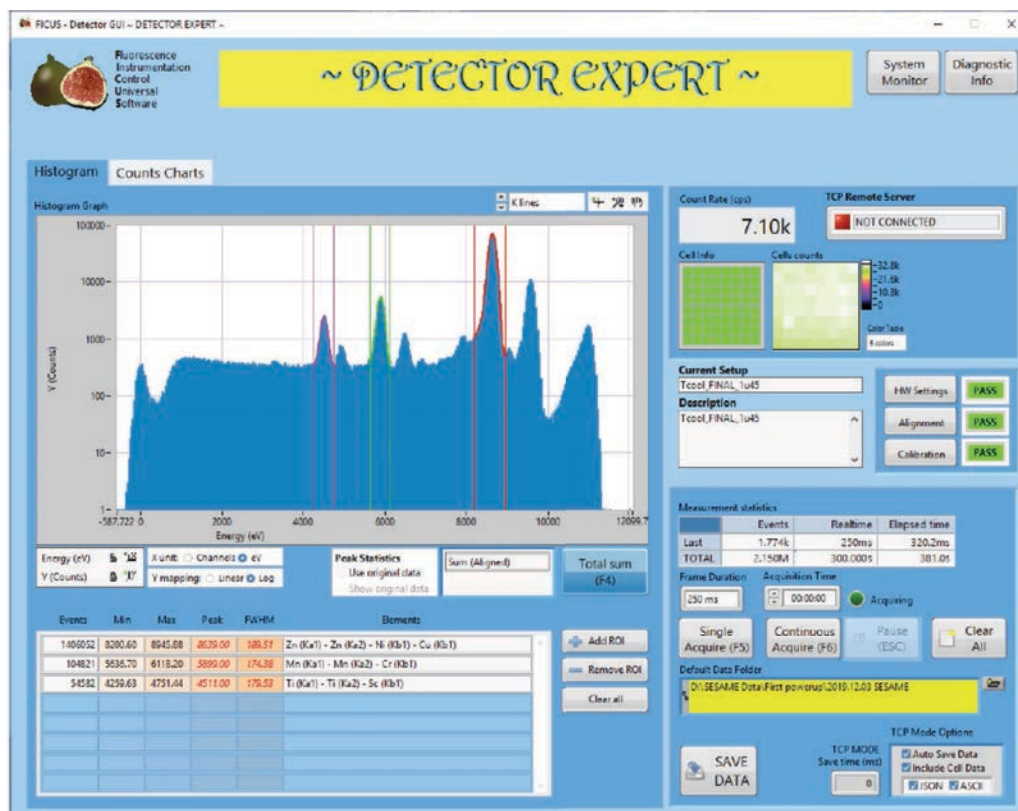 FICUS - Detector GUI ~ DETECTOR EXPERT ~
Fluorescence
Instrumentation
Control
Universal
Software
~ DETECTOR EXPERT ~
System
Monitor
Diagnostic
Info
Histogram
Counts Charts
Histogram Graph
K lines
Y (Counts)
100000
10000
1000
100
10
1
-587.722
0
2000
4000
6000
8000
10000
12099.7
Energy (eV)
Energy (eV)
Y (Counts)
X unit: Channels eV
Y mapping: Linear Log
Peak Statistics
Use original data
Show original data
Sum (Aligned)
Total sum
(F4)
Events Min Max Peak FWHM Elements
1406052 8200.60 8945.88 8639.00 189.51 Zn (Ka1) - Zn (Ka2) - Ni (Kb1) - Cu (Kb1)
104821 5636.70 6118.20 5899.00 174.38 Mn (Ka1) - Mn (Ka2) - Cr (Kb1)
54582 4259.63 4751.44 4511.00 179.53 Ti (Ka1) - Ti (Ka2) - Sc (Kb1)
Add ROI
Remove ROI
Clear all
Count Rate (cps)
7.10k
TCP Remote Server
NOT CONNECTED
Cell Info
Cells counts
32.8k
21.6k
10.8k
0
Color Table
Current Setup
Tcool_FINAL_1u45
Description
Tcool_FINAL_1u45
HW Settings PASS
Alignment PASS
Calibration PASS
Measurement statistics
Events Realtime Elapsed time
Last 1.774k 250ms 320.2ms
TOTAL 2.150M 300.000s 381.0s
Frame Duration
250 ms
Acquisition Time
00:00:00
Acquiring
Single
Acquire (F5)
Continuous
Acquire (F6)
Pause
(ESC)
Clear
All
Default Data Folder
D:\SESAME Data\First powerup\2019.12.03 SESAME
SAVE
DATA
TCP MODE
Save time (ms)
0
TCP Mode Options
Auto Save Data
Include Cell Data
JSON ASCII